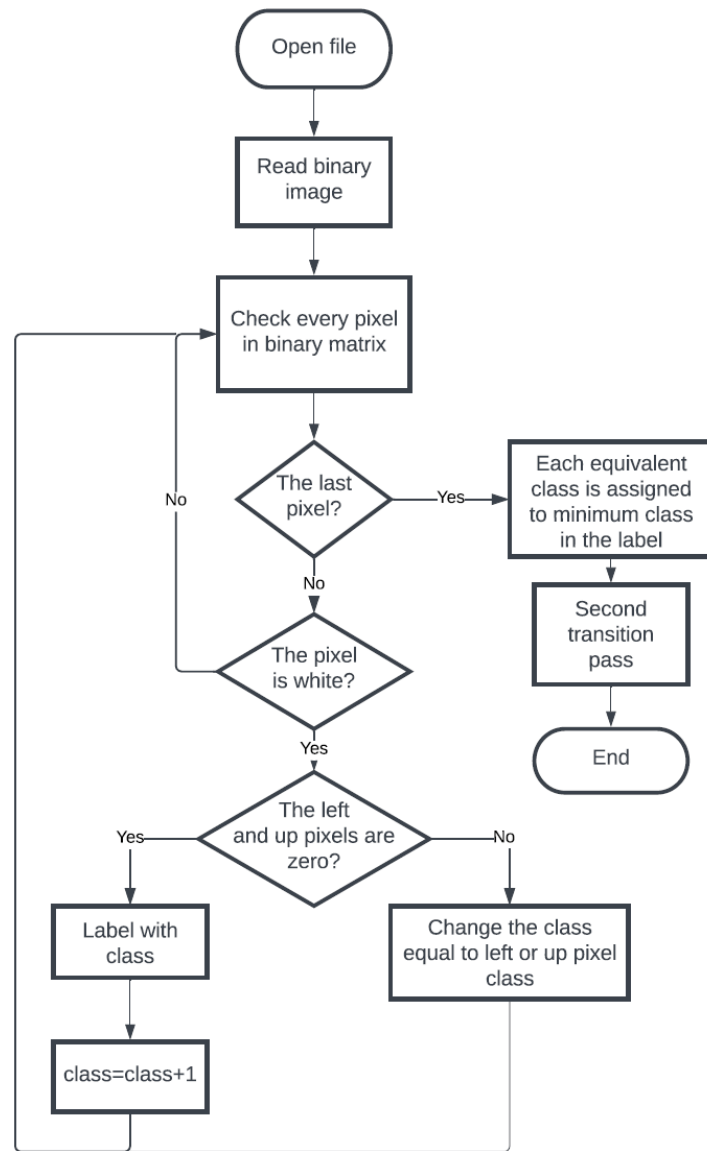 Open file
Read binary
image
Check every pixel
in binary matrix
The last
pixel?
Yes
Each equivalent
class is assigned
to minimum class
in the label
Second
transition
pass
End
No
No
The pixel
is white?
Yes
The left
and up pixels are
zero?
Yes
Label with
class
class=class+1
No
Change the class
equal to left or up pixel
class